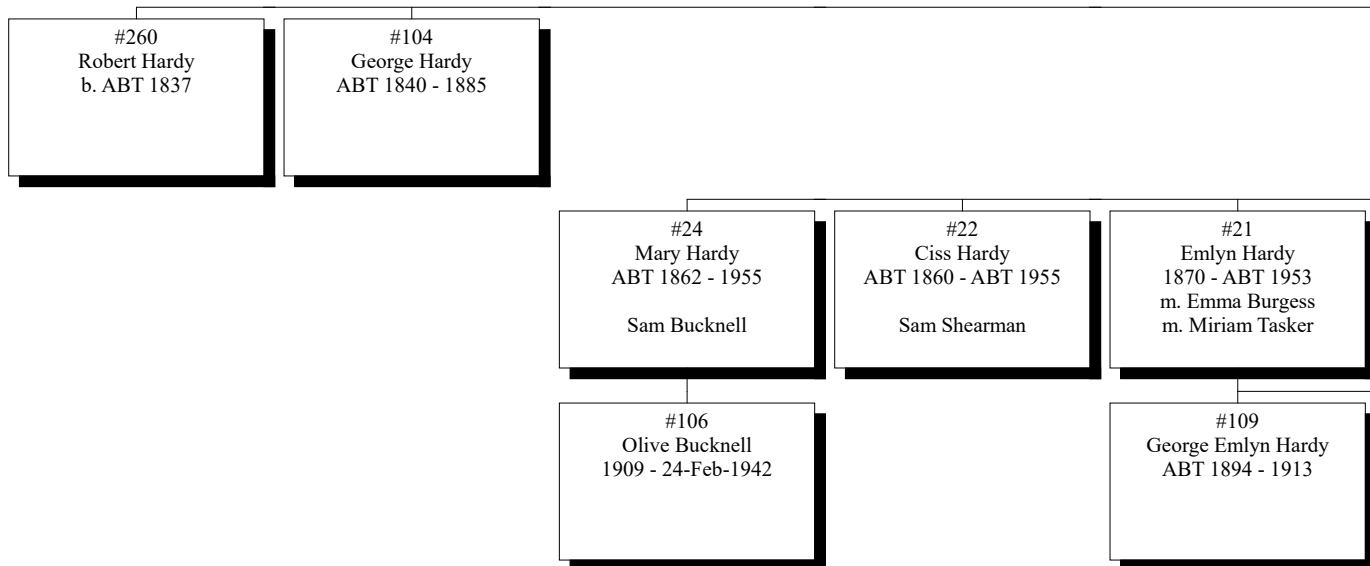 #260
Robert Hardy
b. ABT 1837
#104
George Hardy
ABT 1840 - 1885
#24
Mary Hardy
ABT 1862 - 1955
Sam Bucknell
#22
Ciss Hardy
ABT 1860 - ABT 1955
Sam Shearman
#21
Emlyn Hardy
1870 - ABT 1953
m. Emma Burgess
m. Miriam Tasker
#106
Olive Bucknell
1909 - 24-Feb-1942
#109
George Emlyn Hardy
ABT 1894 - 1913